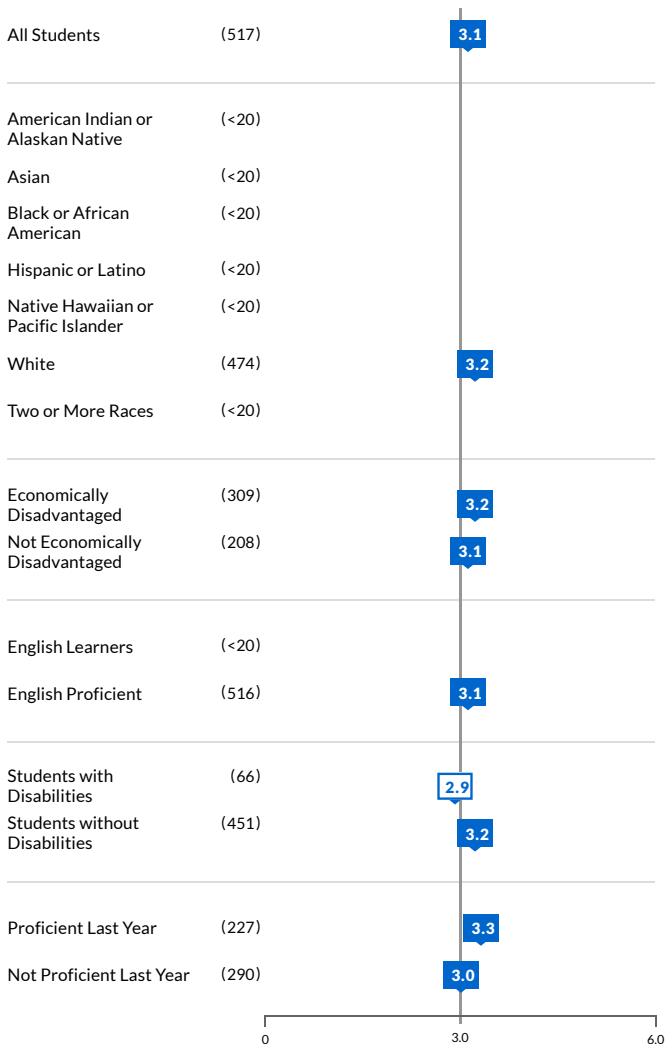 All Students (517) 3.1
American Indian or (<20)
Alaskan Native
Asian (<20)
Black or African (<20)
American
Hispanic or Latino (<20)
Native Hawaiian or (<20)
Pacific Islander
White (474) 3.2
Two or More Races (<20)
Economically (309) 3.2
Disadvantaged
Not Economically (208) 3.1
Disadvantaged
English Learners (<20)
English Proficient (516) 3.1
Students with (66) 2.9
Disabilities
Students without (451) 3.2
Disabilities
Proficient Last Year (227) 3.3
Not Proficient Last Year (290) 3.0
0 3.0 6.0